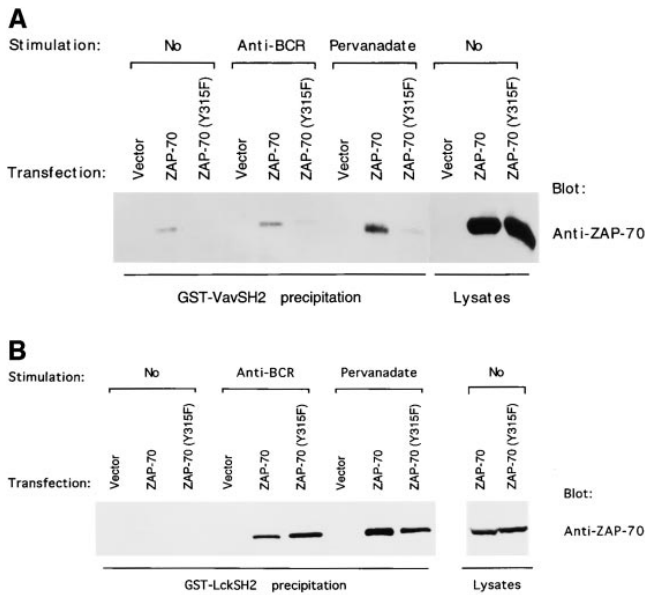 A
Stimulation: No Anti-BCR Pervanadate No
Transfection: Vector ZAP-70 ZAP-70 (Y315F) Vector ZAP-70 ZAP-70 (Y315F) Vector ZAP-70 ZAP-70 (Y315F) Vector ZAP-70 ZAP-70 (Y315F)
Blot:
Anti-ZAP-70
GST-VavSH2 precipitation Lysates
B
Stimulation: No Anti-BCR Pervanadate No
Transfection: Vector ZAP-70 ZAP-70 (Y315F) Vector ZAP-70 ZAP-70 (Y315F) Vector ZAP-70 ZAP-70 (Y315F) ZAP-70 ZAP-70 (Y315F)
Blot:
Anti-ZAP-70
GST-LckSH2 precipitation Lysates